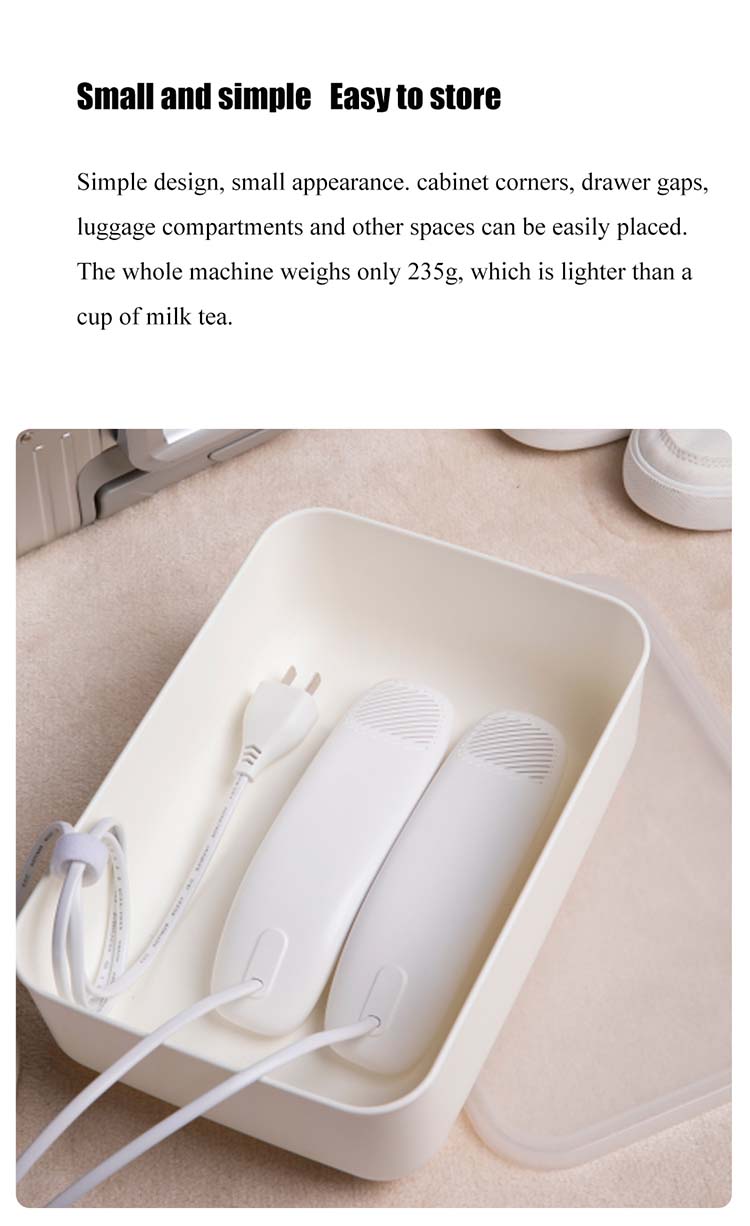 Small and simple Easy to store
Simple design, small appearance. cabinet corners, drawer gaps,
luggage compartments and other spaces can be easily placed.
The whole machine weighs only 235g, which is lighter than a
cup of milk tea.